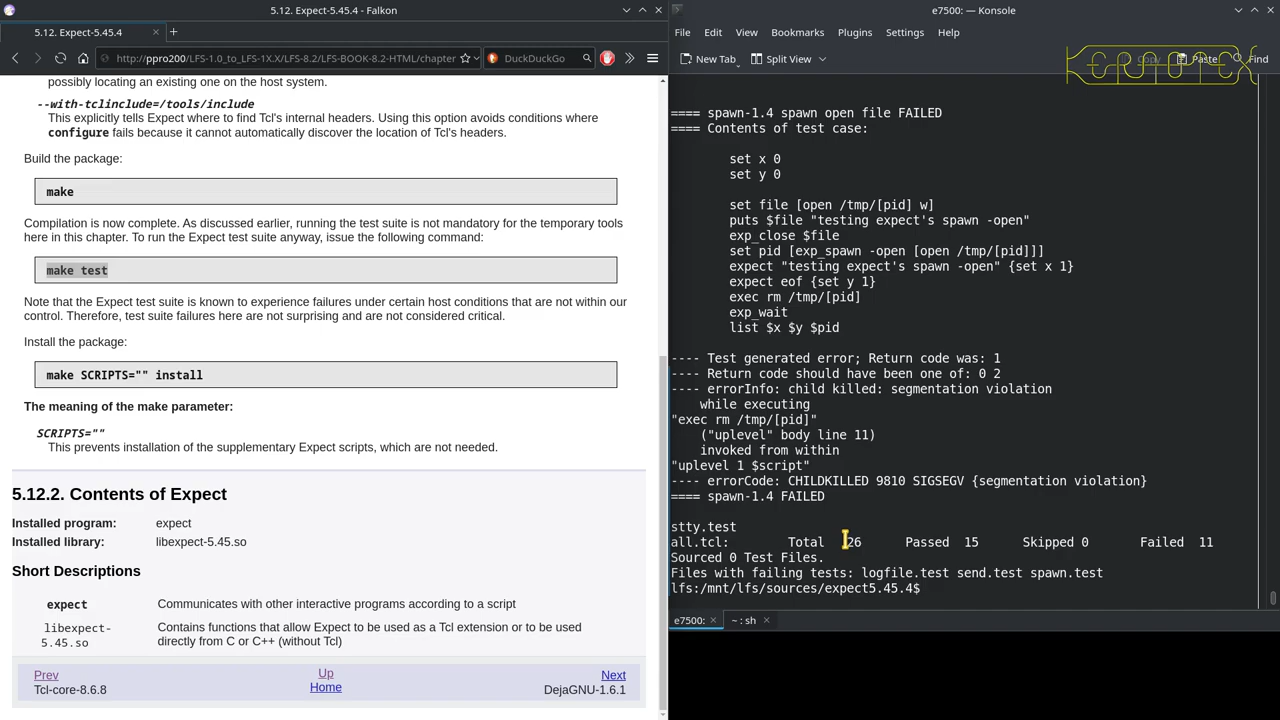 5.12. Expect-5.45.4 - Falkon
5.12. Expect-5.45.4
http://ppro200/LFS-1.0_to_LFS-1X.X/LFS-8.2/LFS-BOOK-8.2-HTML/chapter
DuckDuckGo
possibly locating an existing one on the host system.
--with-tclinclude=/tools/include
This explicitly tells Expect where to find Tcl's internal headers. Using this option avoids conditions where
configure fails because it cannot automatically discover the location of Tcl's headers.
Build the package:
make
Compilation is now complete. As discussed earlier, running the test suite is not mandatory for the temporary tools
here in this chapter. To run the Expect test suite anyway, issue the following command:
make test
Note that the Expect test suite is known to experience failures under certain host conditions that are not within our
control. Therefore, test suite failures here are not surprising and are not considered critical.
Install the package:
make SCRIPTS="" install
The meaning of the make parameter:
SCRIPTS=""
This prevents installation of the supplementary Expect scripts, which are not needed.
5.12.2. Contents of Expect
Installed program: expect
Installed library: libexpect-5.45.so
Short Descriptions
expect Communicates with other interactive programs according to a script
libexpect- Contains functions that allow Expect to be used as a Tcl extension or to be used
5.45.so directly from C or C++ (without Tcl)
Prev Up Next
Tcl-core-8.6.8 Home DejaGNU-1.6.1
e7500: — Konsole
File Edit View Bookmarks Plugins Settings Help
New Tab Split View Copy Paste Find
==== spawn-1.4 spawn open file FAILED
==== Contents of test case:
set x 0
set y 0
set file [open /tmp/[pid] w]
puts $file "testing expect's spawn -open"
exp_close $file
set pid [exp_spawn -open [open /tmp/[pid]]]
expect "testing expect's spawn -open" {set x 1}
expect eof {set y 1}
exec rm /tmp/[pid]
exp_wait
list $x $y $pid
---- Test generated error; Return code was: 1
---- Return code should have been one of: 0 2
---- errorInfo: child killed: segmentation violation
while executing
"exec rm /tmp/[pid]"
("uplevel" body line 11)
invoked from within
"uplevel 1 $script"
---- errorCode: CHILDKILLED 9810 SIGSEGV {segmentation violation}
==== spawn-1.4 FAILED
stty.test
all.tcl: Total 26 Passed 15 Skipped 0 Failed 11
Sourced 0 Test Files.
Files with failing tests: logfile.test send.test spawn.test
lfs:/mnt/lfs/sources/expect5.45.4$
e7500: ~ : sh